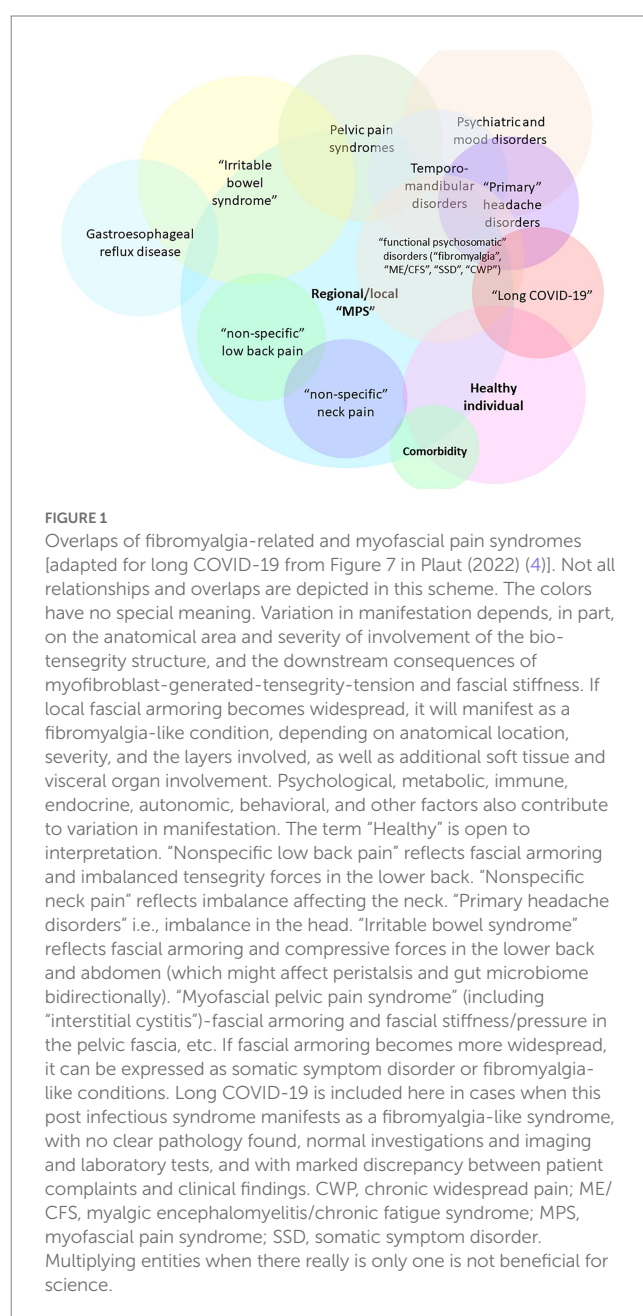 Psychiatric and
mood disorders
Pelvic pain
syndromes
"Irritable
bowel
syndrome"
Temporo-
mandibular
disorders
"Primary"
headache
disorders
Gastroesophageal
reflux disease
"functional psychosomatic"
disorders ("fibromyalgia",
"ME/CFS", "SSD", "CWP")
Regional/local
"MPS"
"Long COVID-19"
"non-specific"
low back pain
"non-specific"
neck pain
Healthy
individual
Comorbidity
FIGURE 1
Overlaps of fibromyalgia-related and myofascial pain syndromes
[adapted for long COVID-19 from Figure 7 in Plaut (2022) (4)]. Not all
relationships and overlaps are depicted in this scheme. The colors
have no special meaning. Variation in manifestation depends, in part,
on the anatomical area and severity of involvement of the bio-
tensegrity structure, and the downstream consequences of
myofibroblast-generated-tensegrity-tension and fascial stiffness. If
local fascial armoring becomes widespread, it will manifest as a
fibromyalgia-like condition, depending on anatomical location,
severity, and the layers involved, as well as additional soft tissue and
visceral organ involvement. Psychological, metabolic, immune,
endocrine, autonomic, behavioral, and other factors also contribute
to variation in manifestation. The term "Healthy" is open to
interpretation. "Nonspecific low back pain" reflects fascial armoring
and imbalanced tensegrity forces in the lower back. "Nonspecific
neck pain" reflects imbalance affecting the neck. "Primary headache
disorders" i.e., imbalance in the head. "Irritable bowel syndrome"
reflects fascial armoring and compressive forces in the lower back
and abdomen (which might affect peristalsis and gut microbiome
bidirectionally). "Myofascial pelvic pain syndrome" (including
"interstitial cystitis")-fascial armoring and fascial stiffness/pressure in
the pelvic fascia, etc. If fascial armoring becomes more widespread,
it can be expressed as somatic symptom disorder or fibromyalgia-
like conditions. Long COVID-19 is included here in cases when this
post infectious syndrome manifests as a fibromyalgia-like syndrome,
with no clear pathology found, normal investigations and imaging
and laboratory tests, and with marked discrepancy between patient
complaints and clinical findings. CWP, chronic widespread pain; ME/
CFS, myalgic encephalomyelitis/chronic fatigue syndrome; MPS,
myofascial pain syndrome; SSD, somatic symptom disorder.
Multiplying entities when there really is only one is not beneficial for
science.